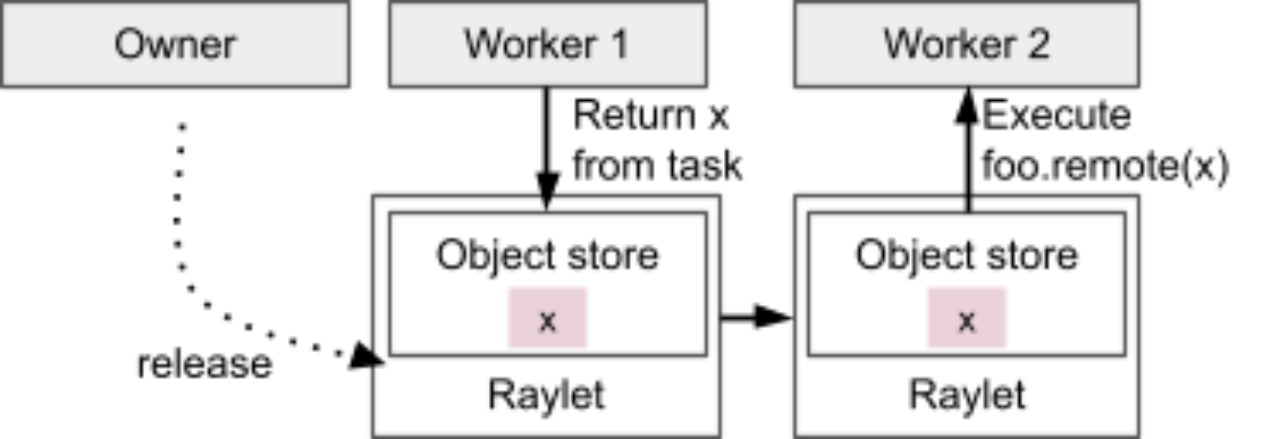 Owner
Worker 1
Worker 2
Return x
from task
Execute
foo.remote(x)
Object store
x
Raylet
Object store
x
Raylet
release